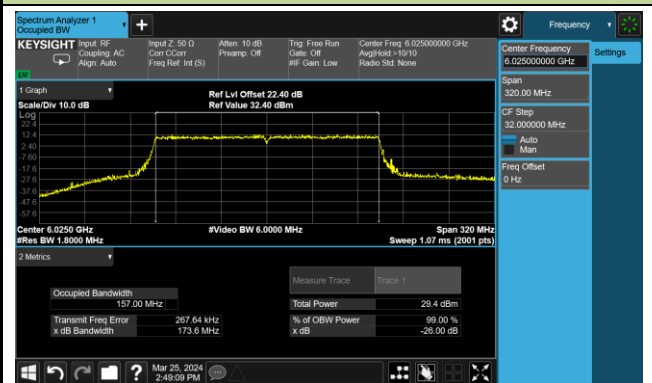 Spectrum Analyzer 1
Occupied BW
Frequency
KEYSIGHT
Input: RF
Coupling: AC
Align: Auto
Input Z: 50 Ω
Corr CCorr
Freq Ref: Int (S)
Atten: 10 dB
Preamp: Off
Trig: Free Run
Gate: Off
#IF Gain: Low
Center Freq: 6.025000000 GHz
Avg|Hold:>10/10
Radio Std: None
LXI
Center Frequency
6.025000000 GHz
Settings
Span
320.00 MHz
CF Step
32.000000 MHz
Auto
Man
Freq Offset
0 Hz
1 Graph
Scale/Div 10.0 dB
Ref Lvl Offset 22.40 dB
Ref Value 32.40 dBm
Log
22.4
12.4
2.40
-7.60
-17.6
-27.6
-37.6
-47.6
-57.6
Center 6.0250 GHz
#Video BW 6.0000 MHz
Span 320 MHz
#Res BW 1.8000 MHz
Sweep 1.07 ms (2001 pts)
2 Metrics
Measure Trace
Trace 1
Occupied Bandwidth
157.00 MHz
Total Power
29.4 dBm
Transmit Freq Error
267.64 kHz
% of OBW Power
99.00 %
x dB Bandwidth
173.6 MHz
x dB
-26.00 dB
?
Mar 25, 2024
2:49:09 PM